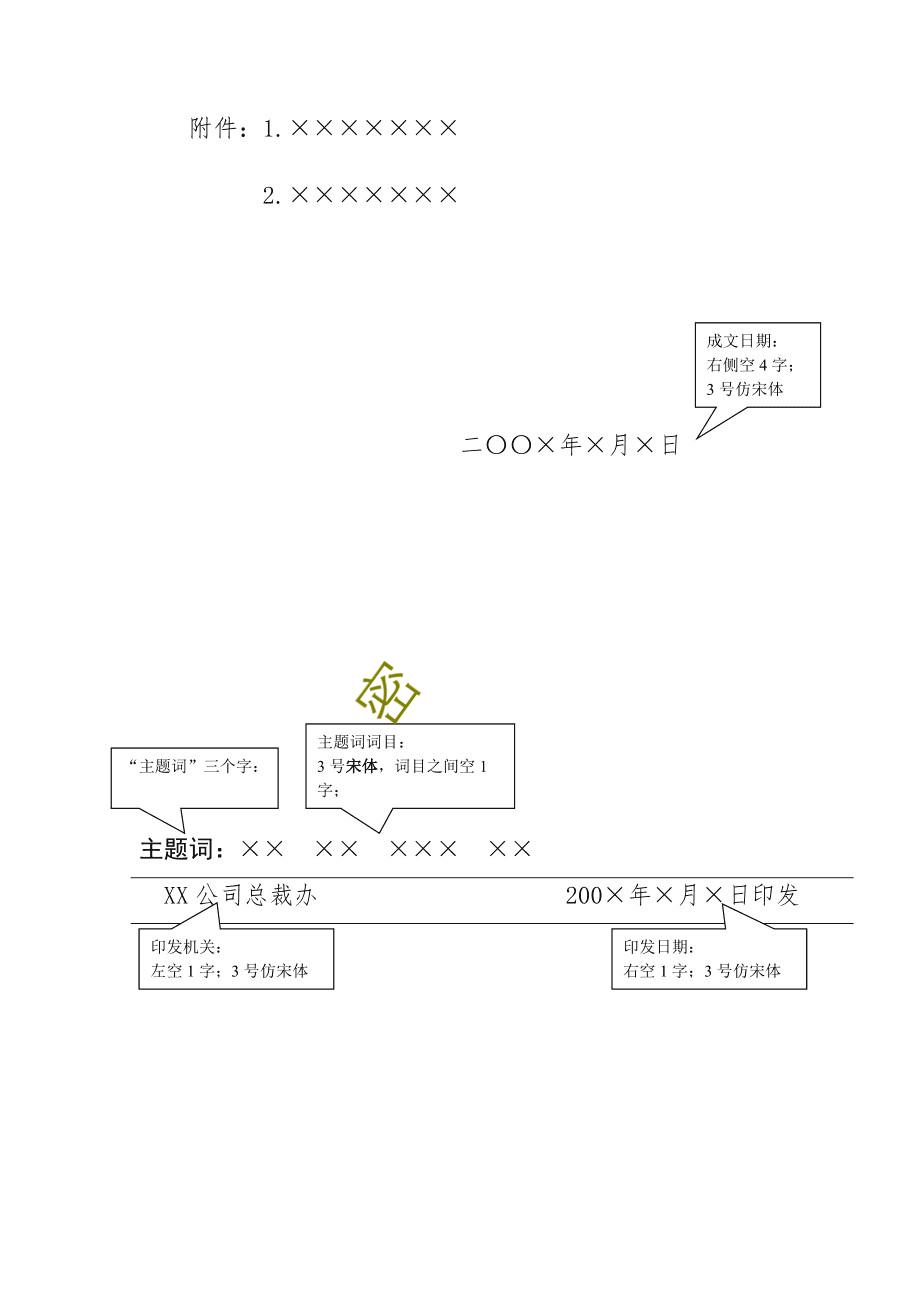 附件：1.×××××××
2.×××××××
成文日期：
右侧空 4 字；
3 号仿宋体
二〇〇×年×月×日
密
主题词词目：
3 号宋体，词目之间空 1
字；
“主题词”三个字：
主题词：×× ×× ××× ××
XX 公司总裁办 200×年×月×日印发
印发机关：
左空 1 字；3 号仿宋体
印发日期：
右空 1 字；3 号仿宋体